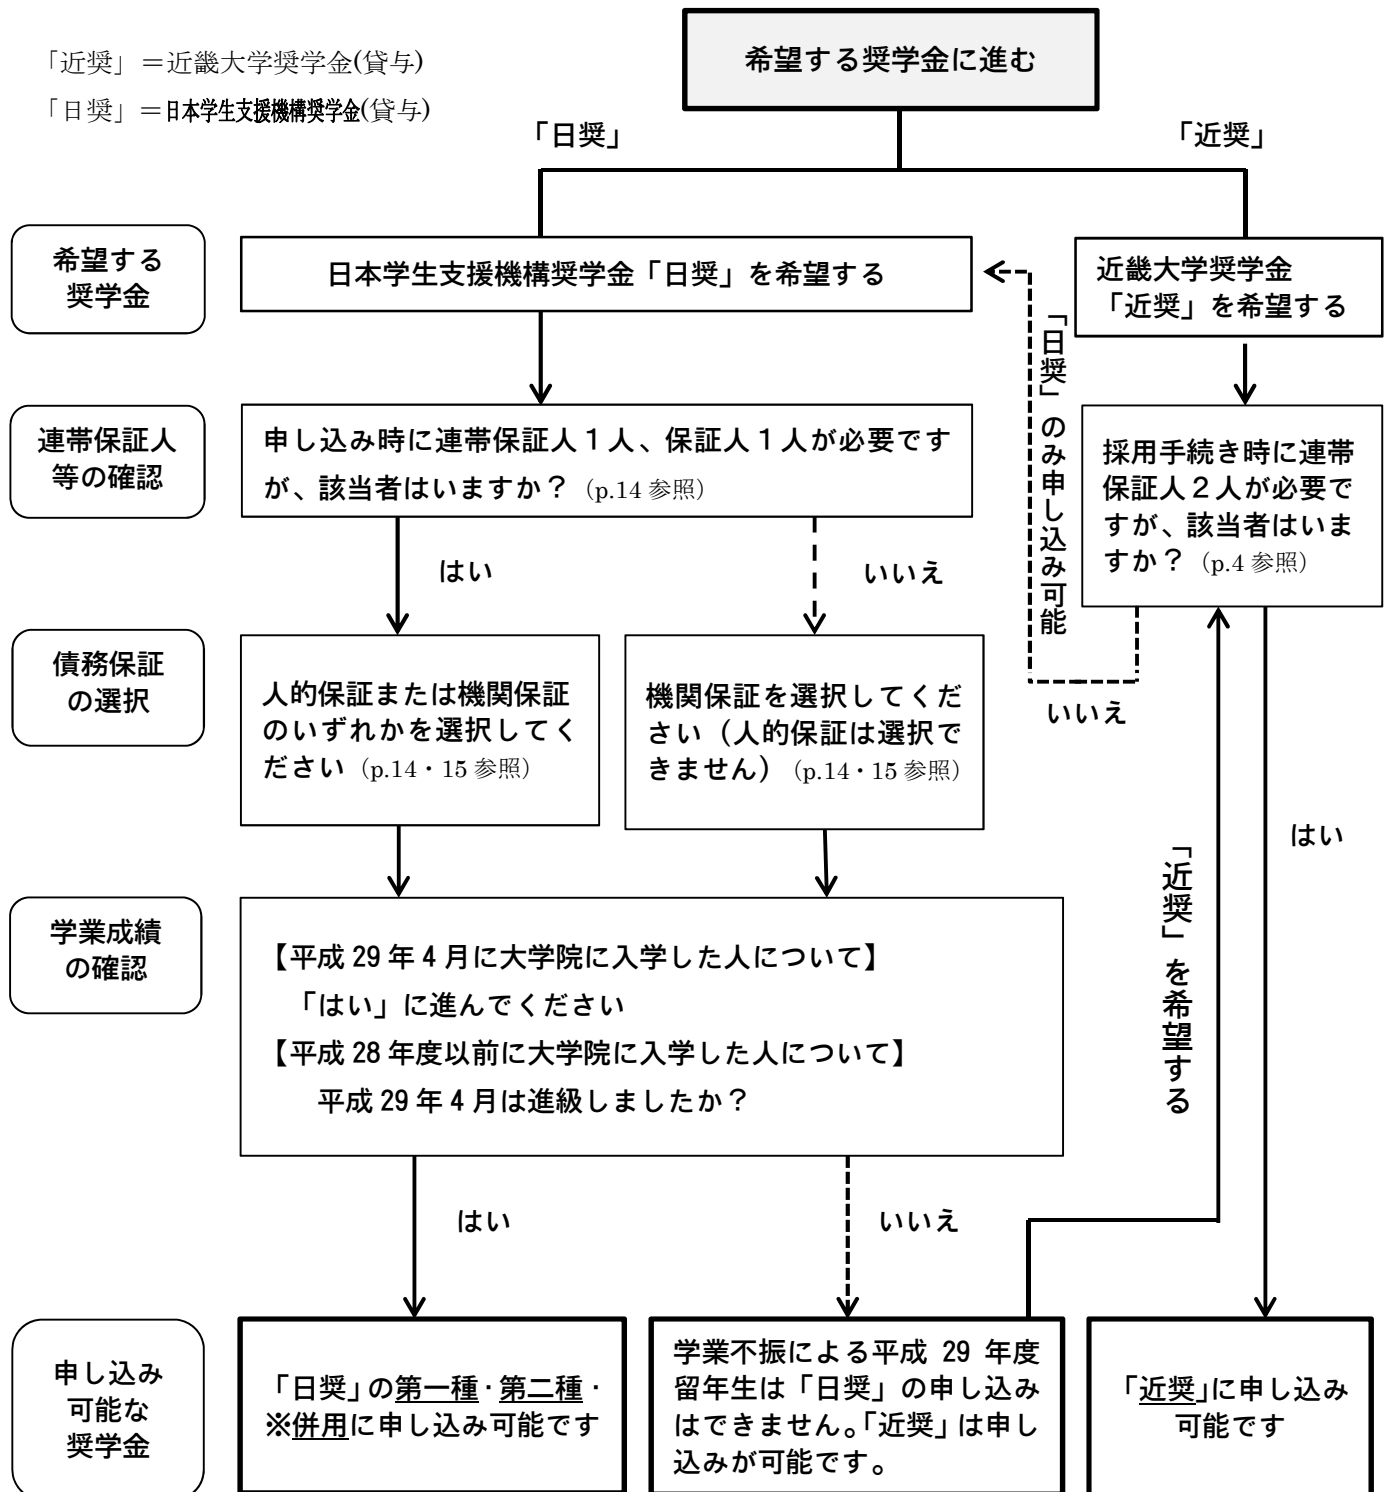 「近奨」＝近畿大学奨学金(貸与)
「日奨」＝日本学生支援機構奨学金(貸与)
希望する奨学金に進む
「日奨」
「近奨」
希望する
奨学金
日本学生支援機構奨学金「日奨」を希望する
近畿大学奨学金
「近奨」を希望する
「日奨」のみ申し込み可能
連帯保証人
等の確認
申し込み時に連帯保証人１人、保証人１人が必要です
が、該当者はいますか？（p.14 参照）
採用手続き時に連帯
保証人２人が必要で
すが、該当者はいま
すか？（p.4 参照）
はい
いいえ
債務保証
の選択
人的保証または機関保証
のいずれかを選択してく
ださい（p.14・15 参照）
機関保証を選択してくだ
さい（人的保証は選択で
きません）（p.14・15 参照）
いいえ
はい
「近奨」を希望する
学業成績
の確認
【平成 29 年 4 月に大学院に入学した人について】
「はい」に進んでください
【平成 28 年度以前に大学院に入学した人について】
平成 29 年 4 月は進級しましたか？
はい
いいえ
申し込み
可能な
奨学金
「日奨」の第一種・第二種・
※併用に申し込み可能です
学業不振による平成 29 年度
留年生は「日奨」の申し込み
はできません。「近奨」は申し
込みが可能です。
「近奨」に申し込み
可能です